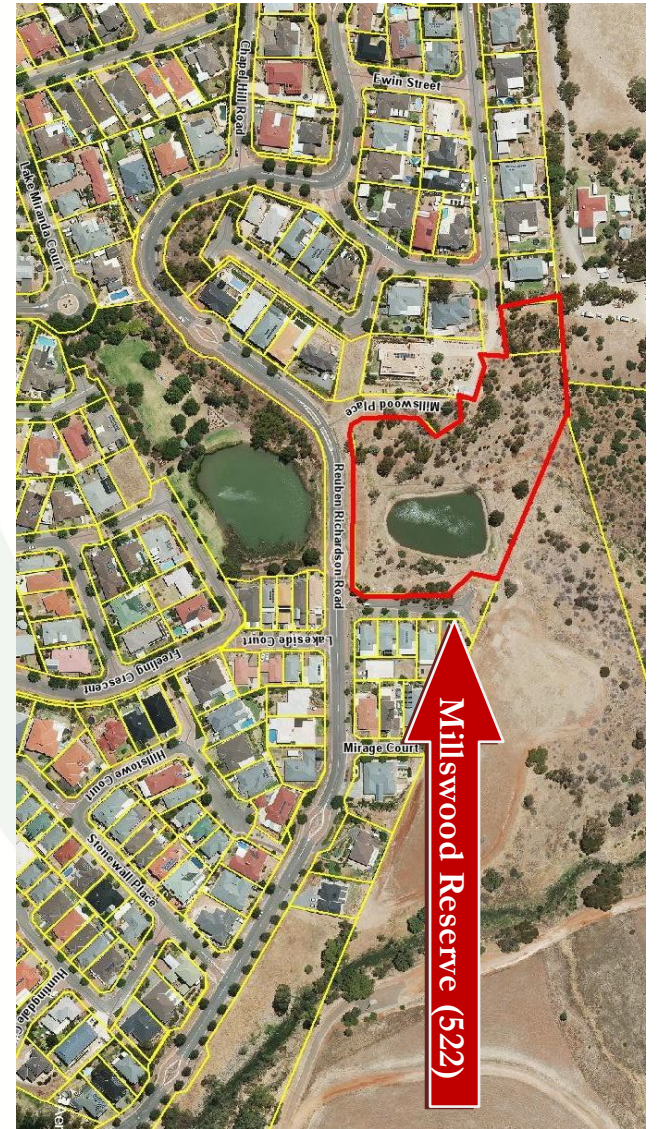 Ewin Street
Chapel Hill Road
Lake Miranda Court
Millswood Place
Reuben Richardson Road
Lakeside Court
Freeling Crescent
Mirage Court
Hillstowe Court
Stonewall Place
Millswood Reserve (522)